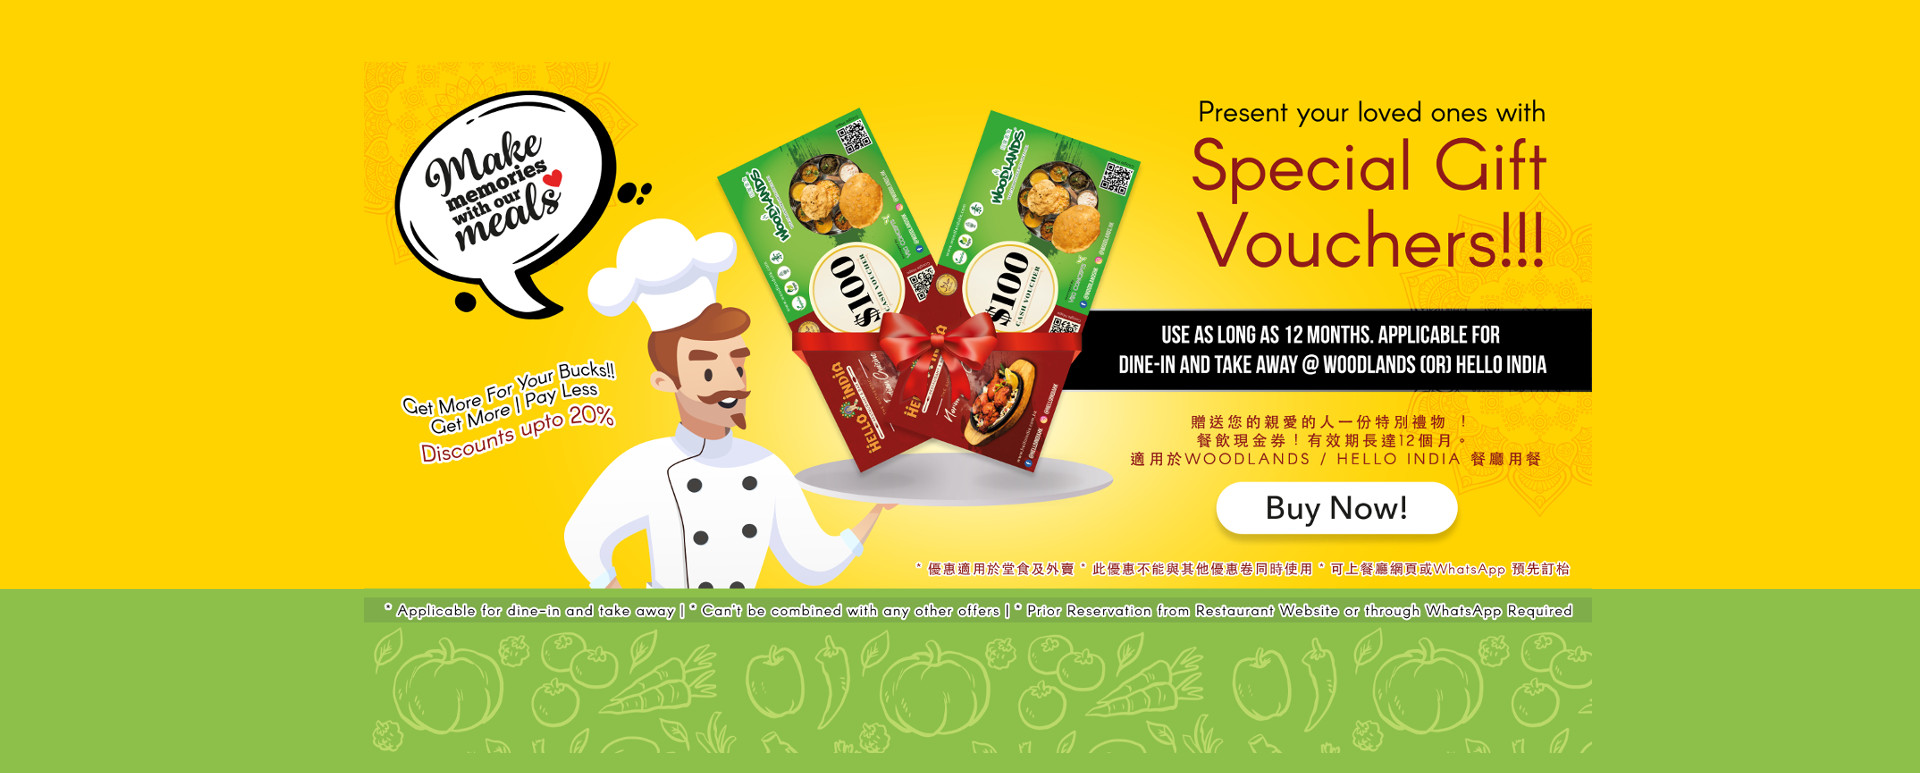 Make
memories
with our
meals
Get More For Your Bucks!!
Get More | Pay Less
Discounts upto 20%
WOODLANDS
$100
CASH VOUCHER
HELLO INDIA
WOODLANDS
$100
CASH VOUCHER
Present your loved ones with
Special Gift
Vouchers!!!
USE AS LONG AS 12 MONTHS. APPLICABLE FOR
DINE-IN AND TAKE AWAY @ WOODLANDS (OR) HELLO INDIA
贈送您的親愛的人一份特別禮物 !
餐飲現金券！有效期長達12個月。
適用於WOODLANDS / HELLO INDIA 餐廳用餐
Buy Now!
* 優惠適用於堂食及外賣 * 此優惠不能與其他優惠卷同時使用 * 可上餐廳網頁或WhatsApp 預先訂枱
* Applicable for dine-in and take away | * Can't be combined with any other offers | * Prior Reservation from Restaurant Website or through WhatsApp Required